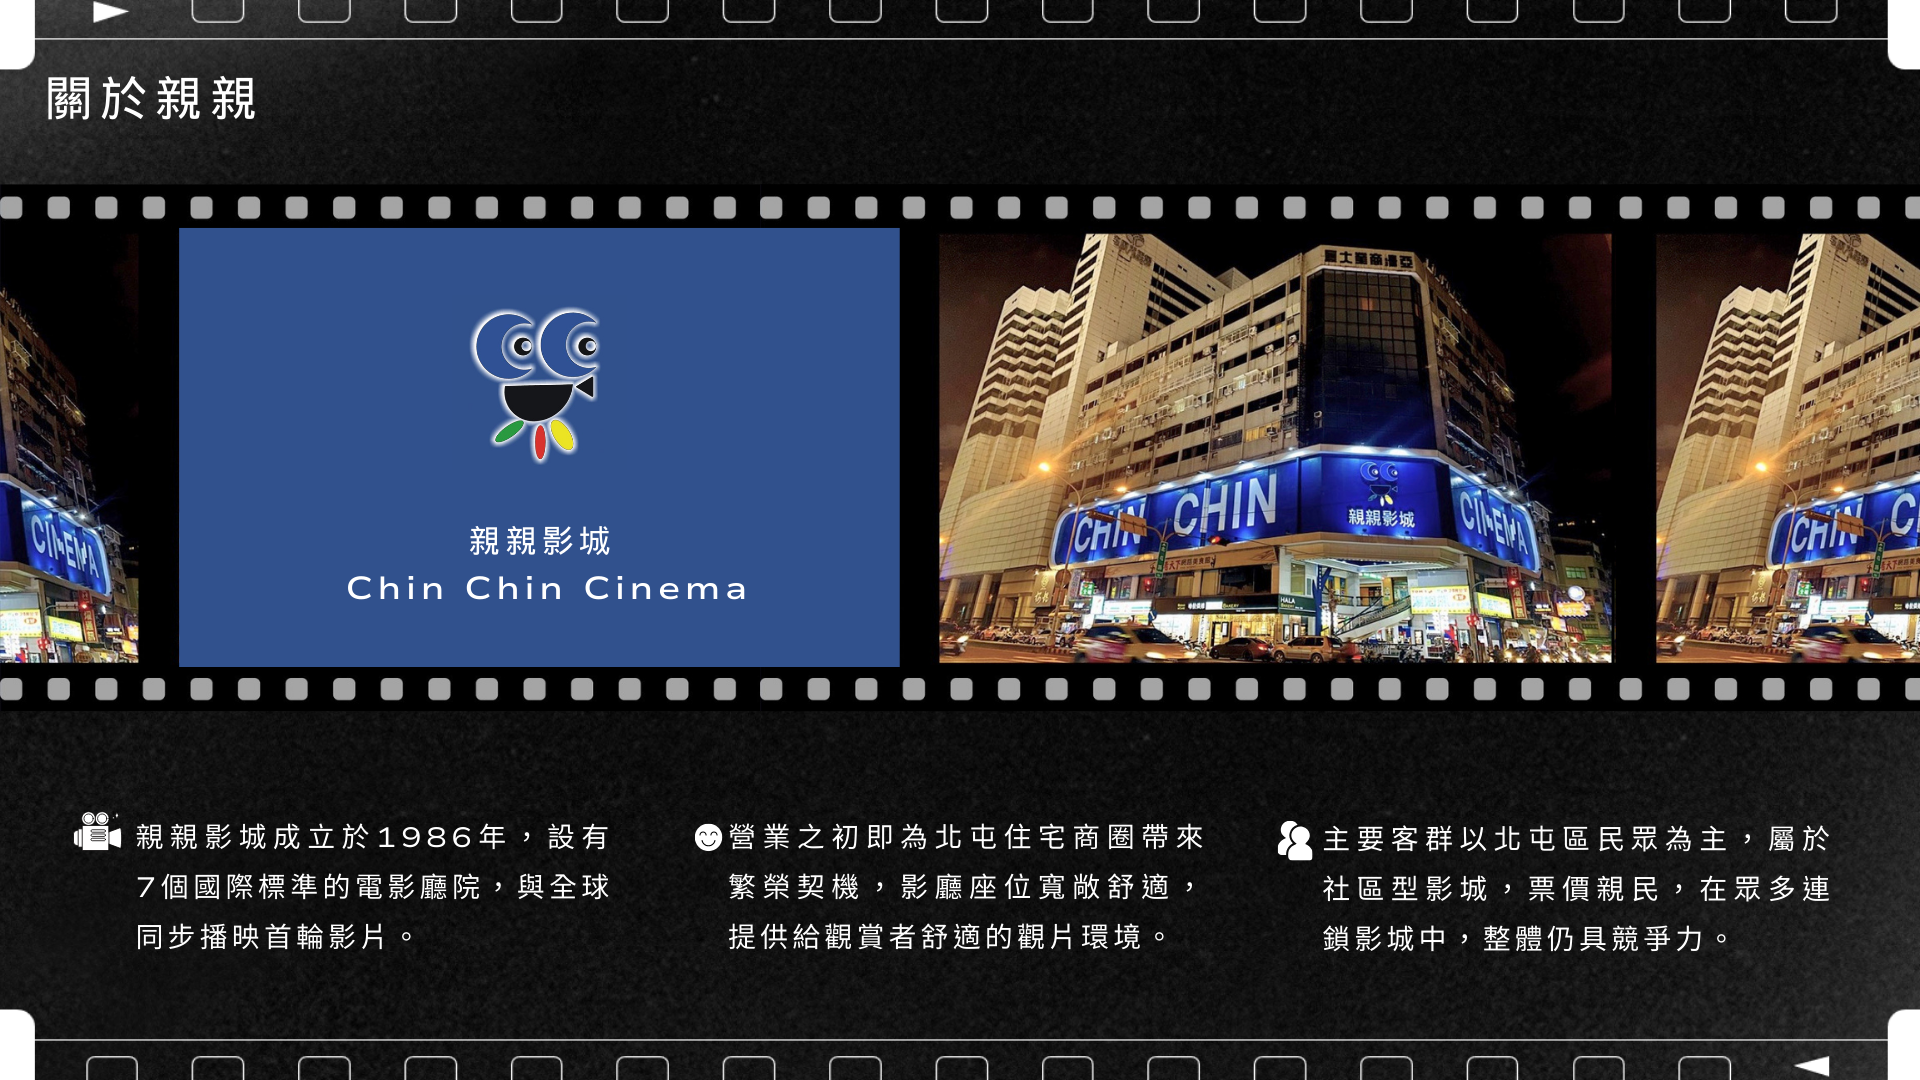 關於親親
親親影城
Chin Chin Cinema
CHIN CHIN
親親影城
CINEMA
CINEMA
CHIN
HALA
親親影城成立於1986年，設有
7個國際標準的電影廳院，與全球
同步播映首輪影片。
營業之初即為北屯住宅商圈帶來
繁榮契機，影廳座位寬敞舒適，
提供給觀賞者舒適的觀片環境。
主要客群以北屯區民眾為主，屬於
社區型影城，票價親民，在眾多連
鎖影城中，整體仍具競爭力。